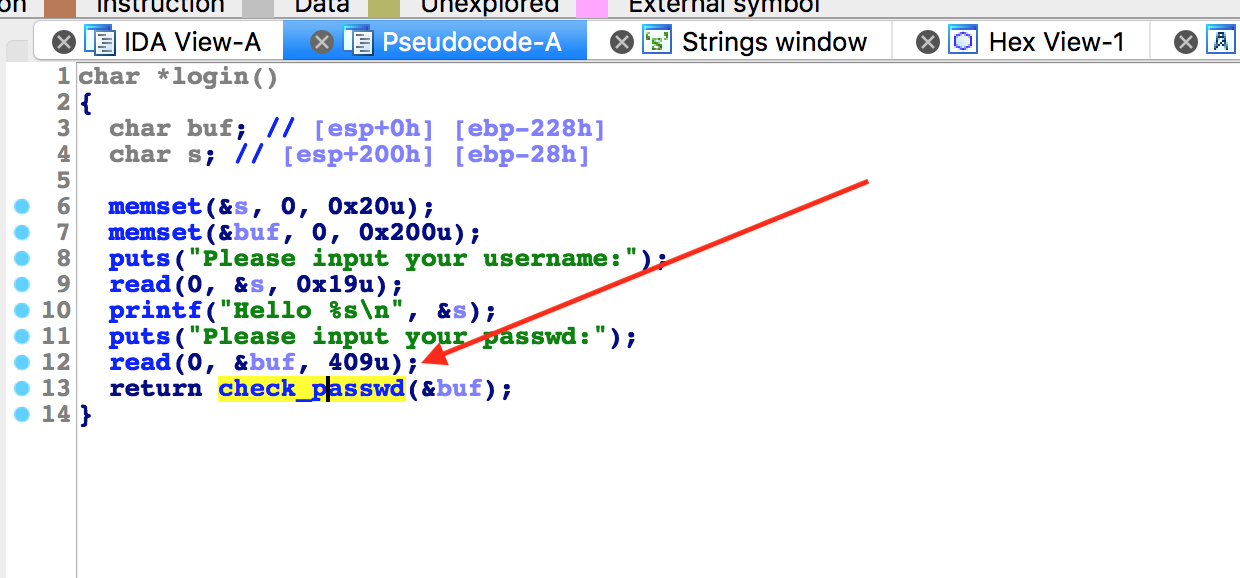 on Instruction Data Unexplored External symbol
IDA View-A Pseudocode-A 's' Strings window Hex View-1 A
1 char *login()
2 {
3 char buf; // [esp+0h] [ebp-228h]
4 char s; // [esp+200h] [ebp-28h]
5
6 memset(&s, 0, 0x20u);
7 memset(&buf, 0, 0x200u);
8 puts("Please input your username:");
9 read(0, &s, 0x19u);
10 printf("Hello %s\n", &s);
11 puts("Please input your passwd:");
12 read(0, &buf, 409u);
13 return check_passwd(&buf);
14 }